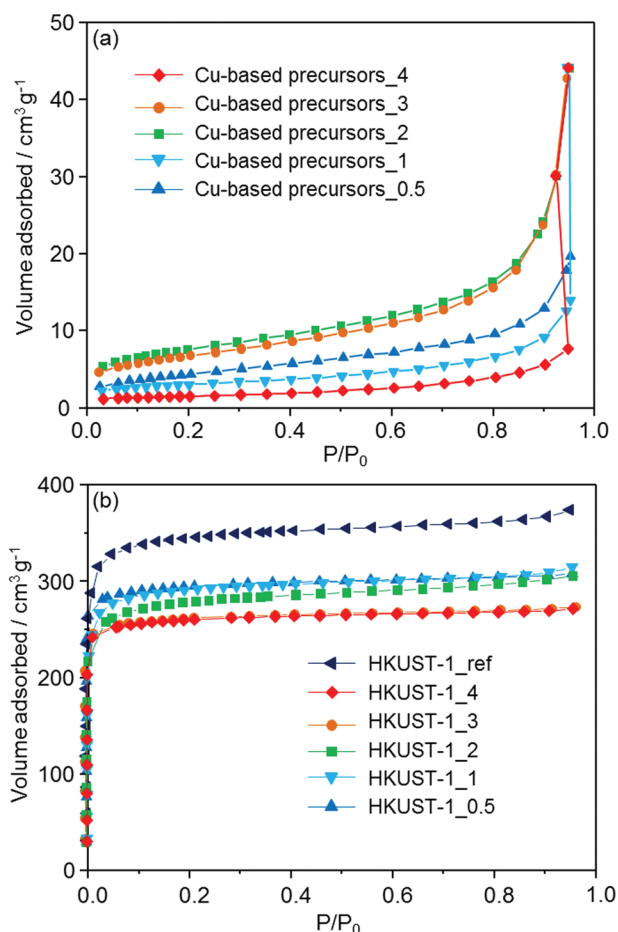 (a)
50
40
30
20
10
0
Volume adsorbed / cm³ g⁻¹
Cu-based precursors_4
Cu-based precursors_3
Cu-based precursors_2
Cu-based precursors_1
Cu-based precursors_0.5
0.0 0.2 0.4 0.6 0.8 1.0
P/P₀
(b)
400
300
200
100
0
Volume adsorbed / cm³ g⁻¹
HKUST-1_ref
HKUST-1_4
HKUST-1_3
HKUST-1_2
HKUST-1_1
HKUST-1_0.5
0.0 0.2 0.4 0.6 0.8 1.0
P/P₀